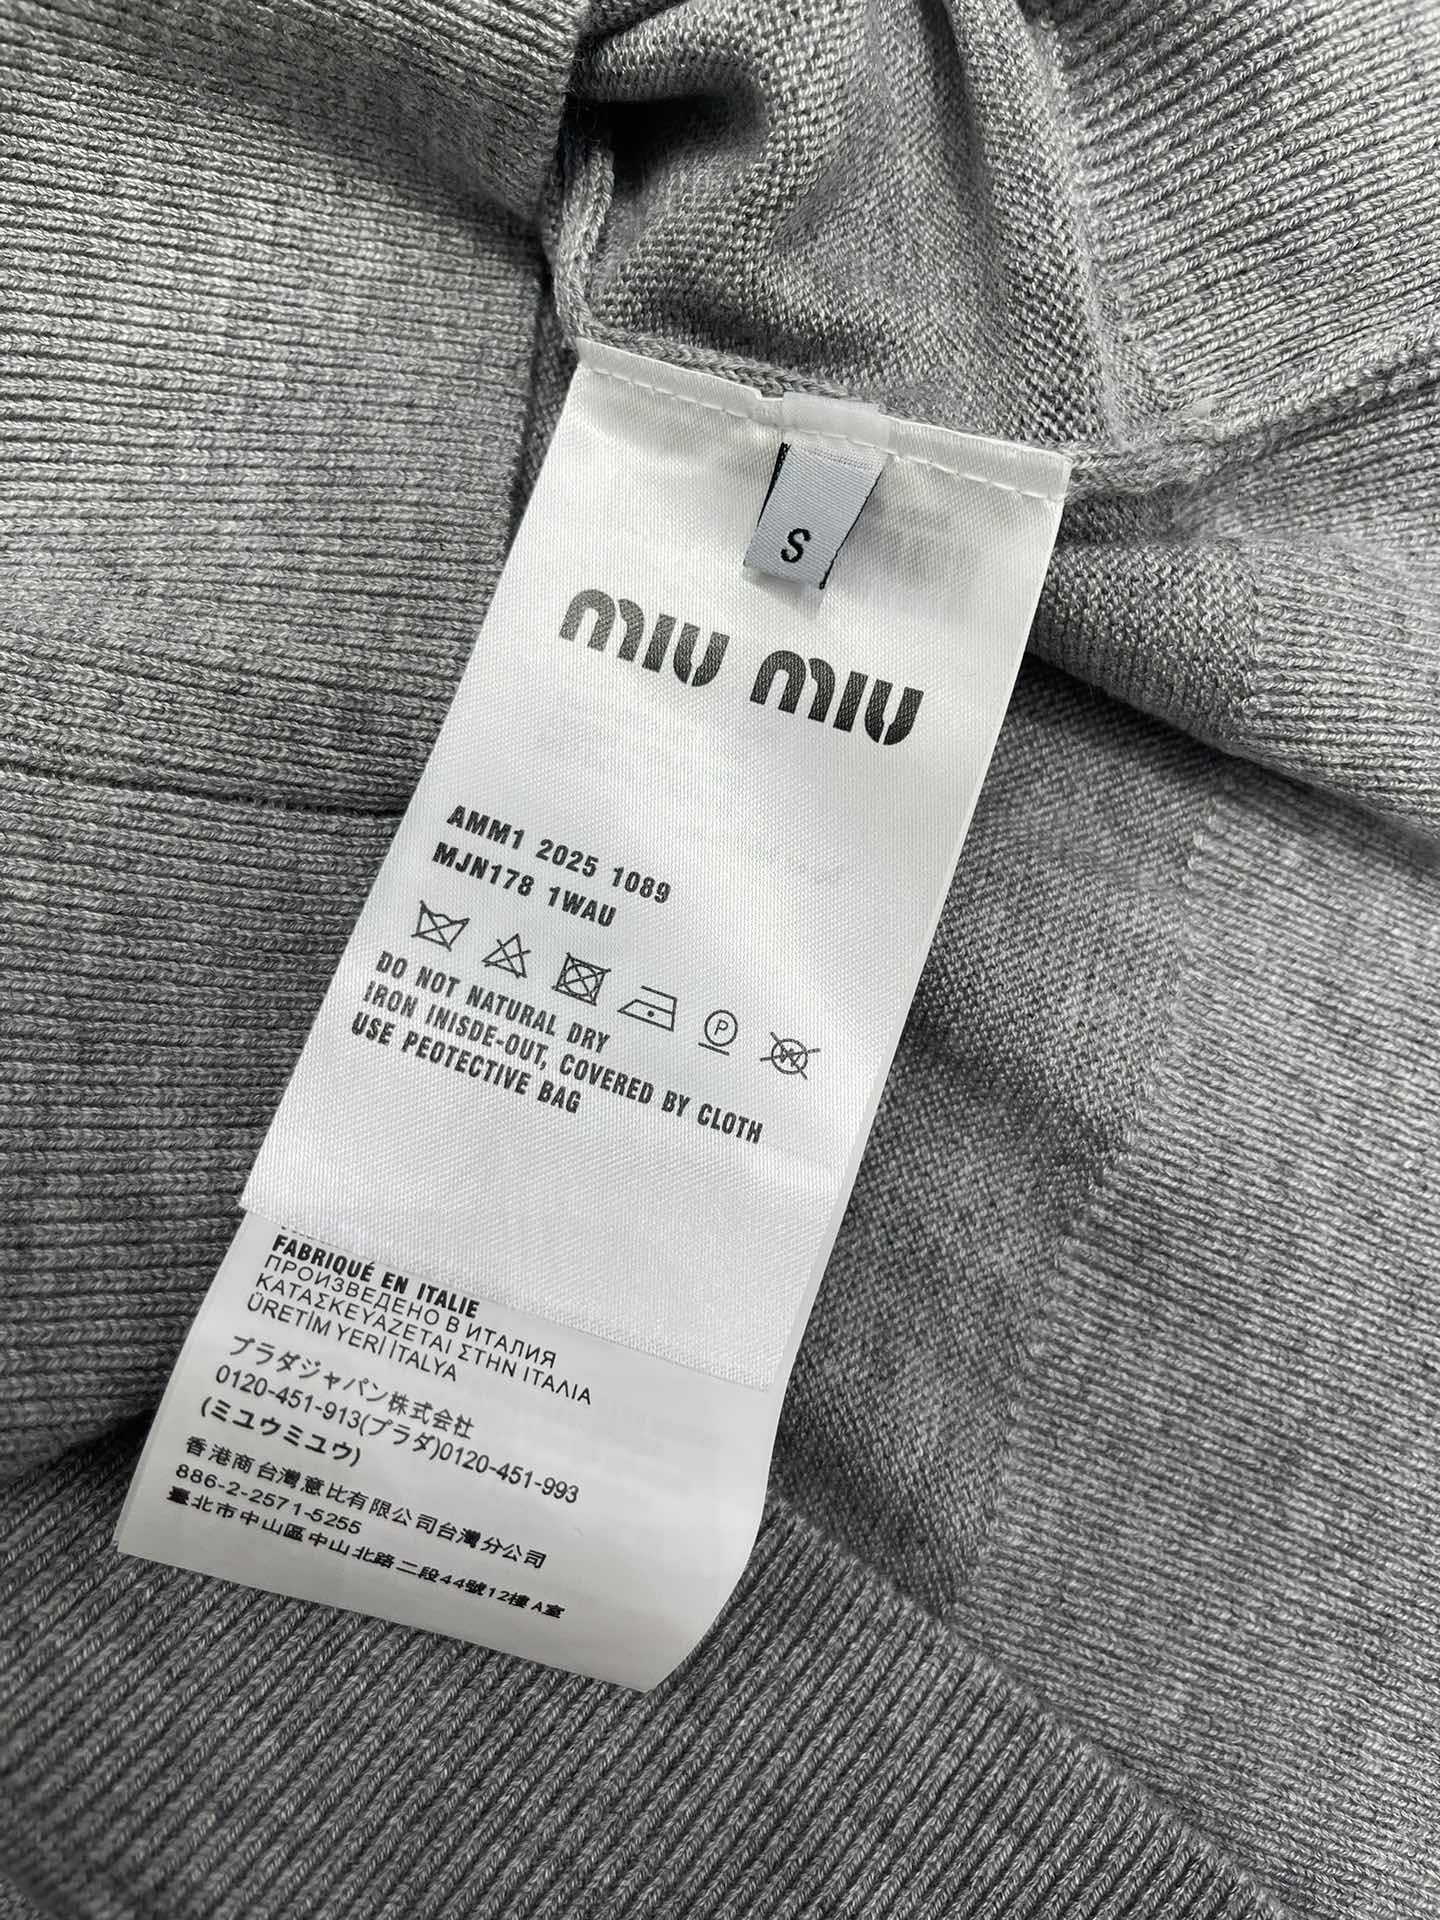 S
miu miu
AMM1 2025 1089
MJN178 1WAU
P
DO NOT NATURAL DRY
IRON INISDE-OUT, COVERED BY CLOTH
USE PEOTECTIVE BAG
FABRIQUÉ EN ITALIE
ПРОИЗВЕДЕНО В ИТАПИЯ
ΚΑΤΑΣΚΕΥΑΖΕΤΑΙ ΣΤΗΝ ΙΤΑΛΙΑ
ÜRETİM YERİ İTALYA
プラダジャパン株式会社
0120-451-913(プラダ)0120-451-993
(ミユウミユウ)
香港商台灣意比有限公司台灣分公司
886-2-2571-5255
臺北市中山區中山北路二段44號12樓A室